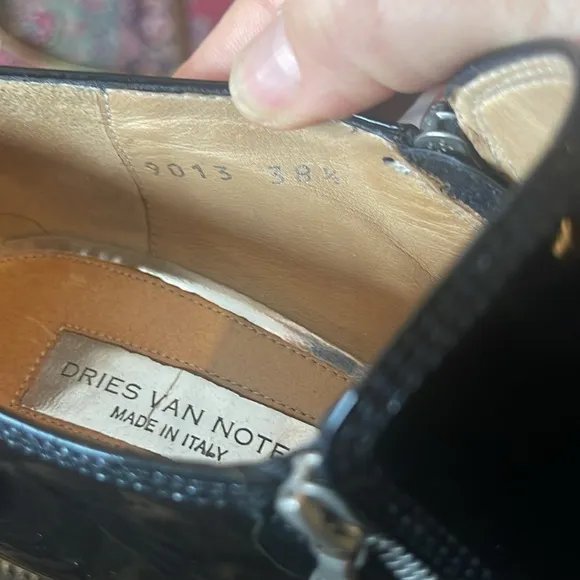 9013 38½
DRIES VAN NOTE
MADE IN ITALY